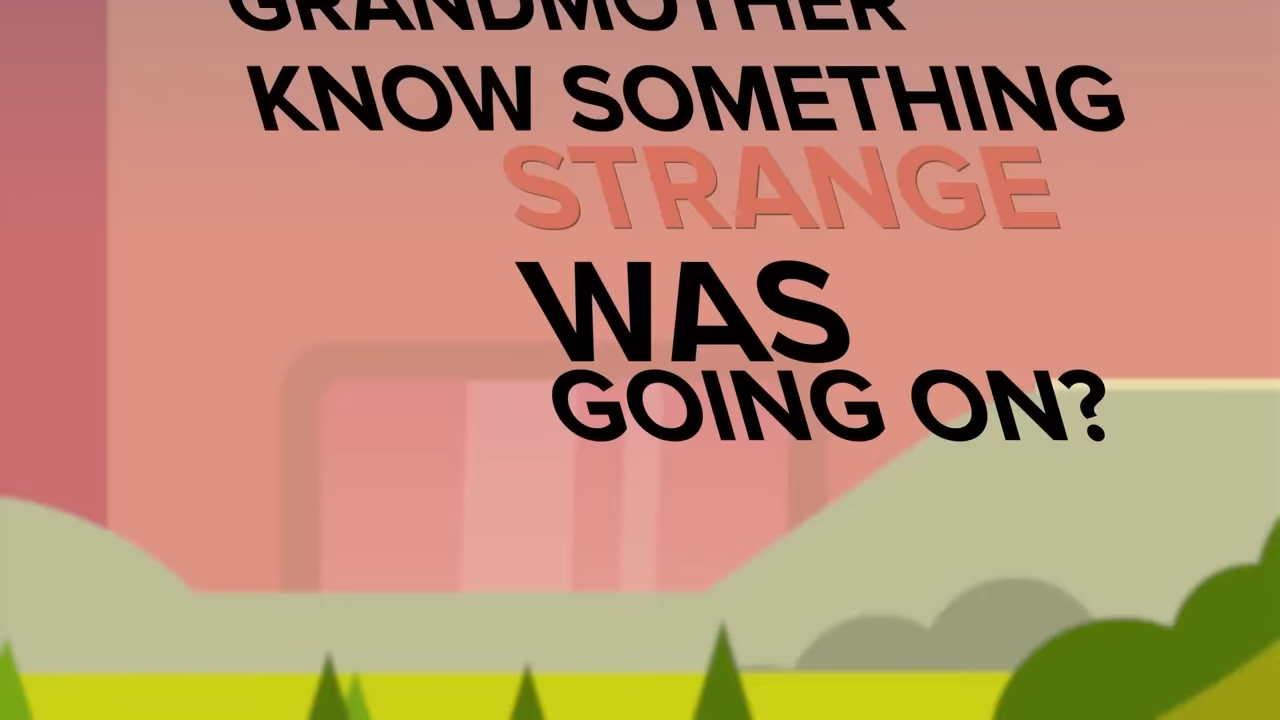 GRANDMOTHER
KNOW SOMETHING
STRANGE
WAS
GOING ON?